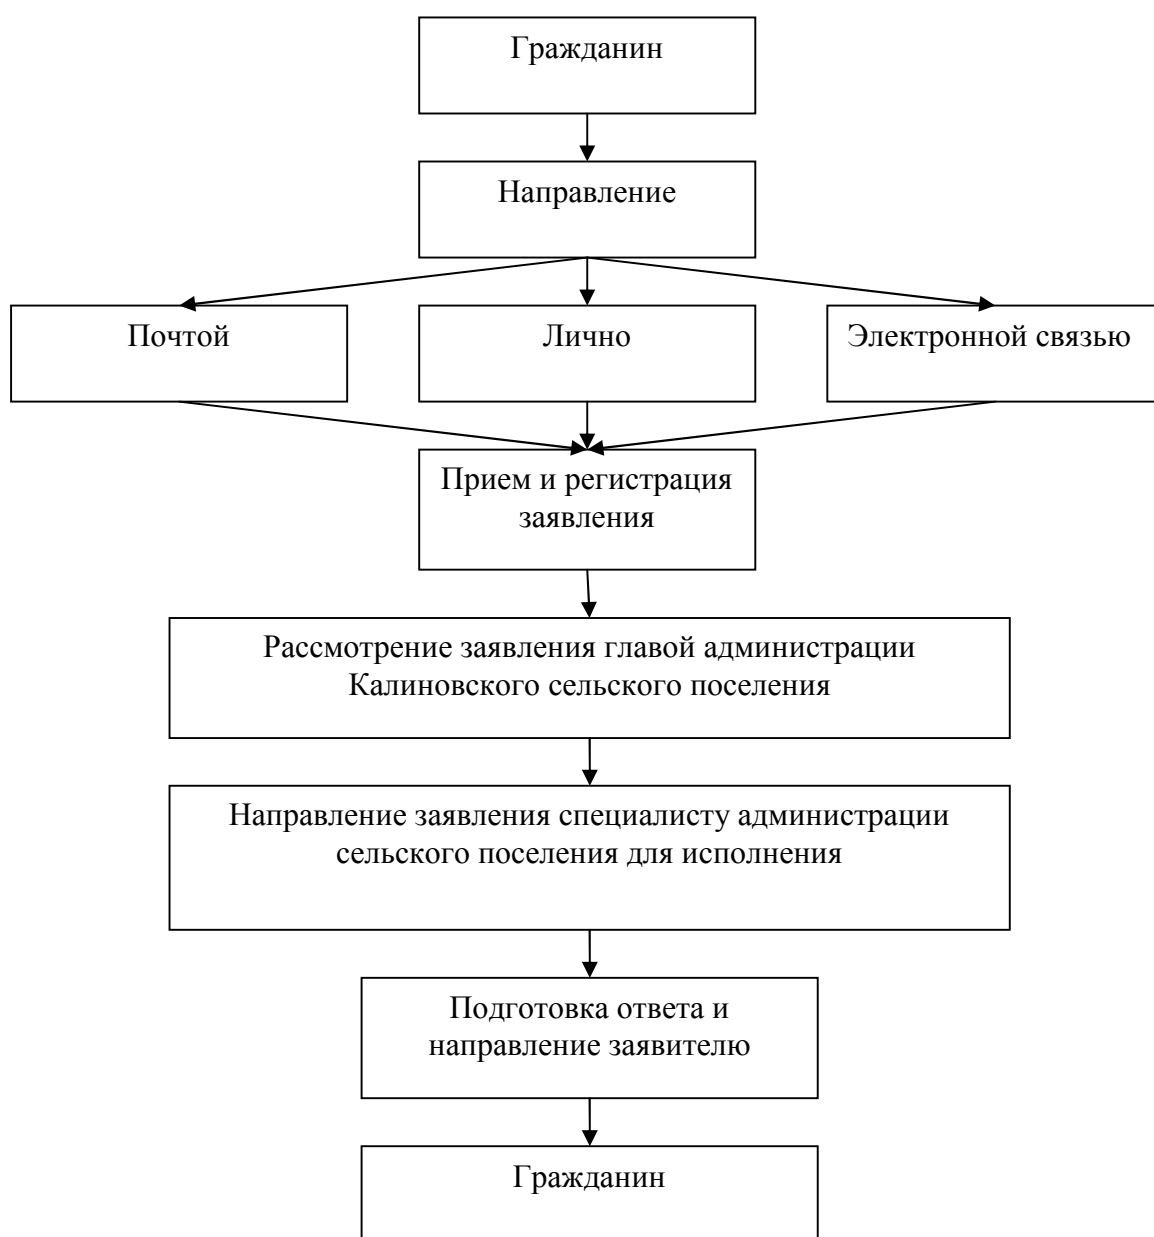 Гражданин
Направление
Почтой
Лично
Электронной связью
Прием и регистрация
заявления
Рассмотрение заявления главой администрации
Калиновского сельского поселения
Направление заявления специалисту администрации
сельского поселения для исполнения
Подготовка ответа и
направление заявителю
Гражданин